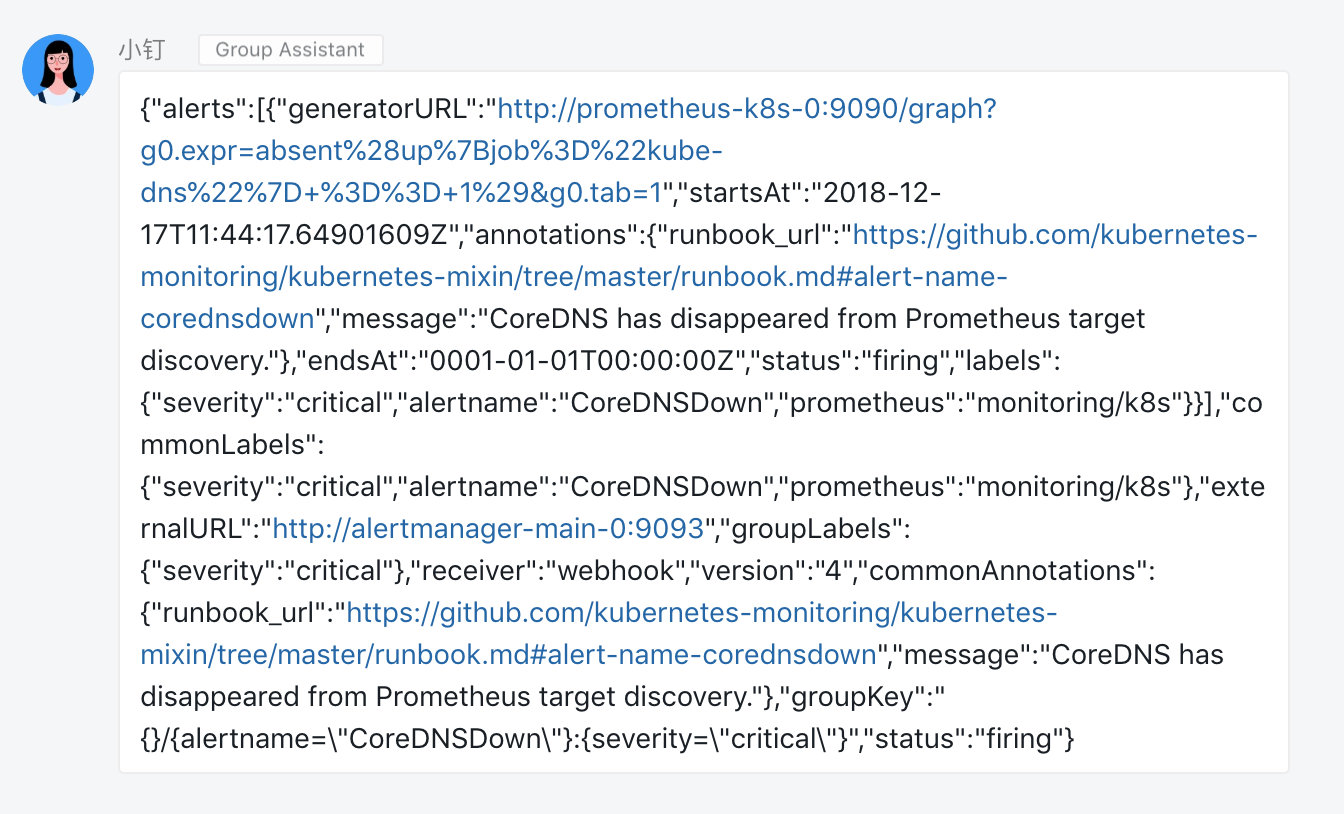 小钉 Group Assistant
{"alerts":[{"generatorURL":"http://prometheus-k8s-0:9090/graph?
g0.expr=absent%28up%7Bjob%3D%22kube-
dns%22%7D+%3D%3D+1%29&g0.tab=1","startsAt":"2018-12-
17T11:44:17.64901609Z","annotations":{"runbook_url":"https://github.com/kubernetes-
monitoring/kubernetes-mixin/tree/master/runbook.md#alert-name-
corednsdown","message":"CoreDNS has disappeared from Prometheus target
discovery."},"endsAt":"0001-01-01T00:00:00Z","status":"firing","labels":
{"severity":"critical","alertname":"CoreDNSDown","prometheus":"monitoring/k8s"}}],"co
mmonLabels":
{"severity":"critical","alertname":"CoreDNSDown","prometheus":"monitoring/k8s"},"exte
rnalURL":"http://alertmanager-main-0:9093","groupLabels":
{"severity":"critical"},"receiver":"webhook","version":"4","commonAnnotations":
{"runbook_url":"https://github.com/kubernetes-monitoring/kubernetes-
mixin/tree/master/runbook.md#alert-name-corednsdown","message":"CoreDNS has
disappeared from Prometheus target discovery."},"groupKey":"
{}/{alertname=\"CoreDNSDown\"}:{severity=\"critical\"}","status":"firing"}